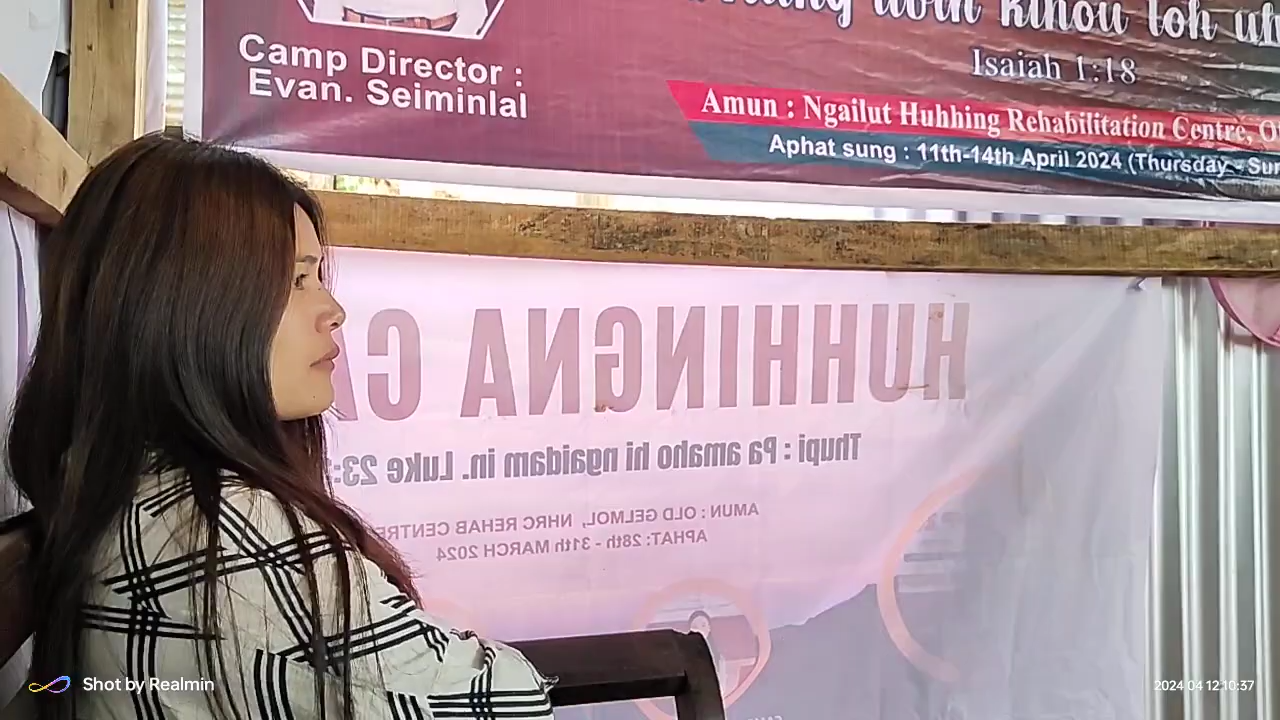 Isaiah 1:18
Camp Director :
Evan. Seiminlal
Amun : Ngailut Huhhing Rehabilitation Centre,
Aphat sung : 11th-14th April 2024 (Thursday - Sun
HUHHINGNA CA
Thupi : Pa amaho hi ngaidam in. Luke 23:
AMUN : OLD GELMOL, NHRC REHAB CENTRE
APHAT: 28th - 31th MARCH 2024
Shot by Realmin
2024 04 12,10:37